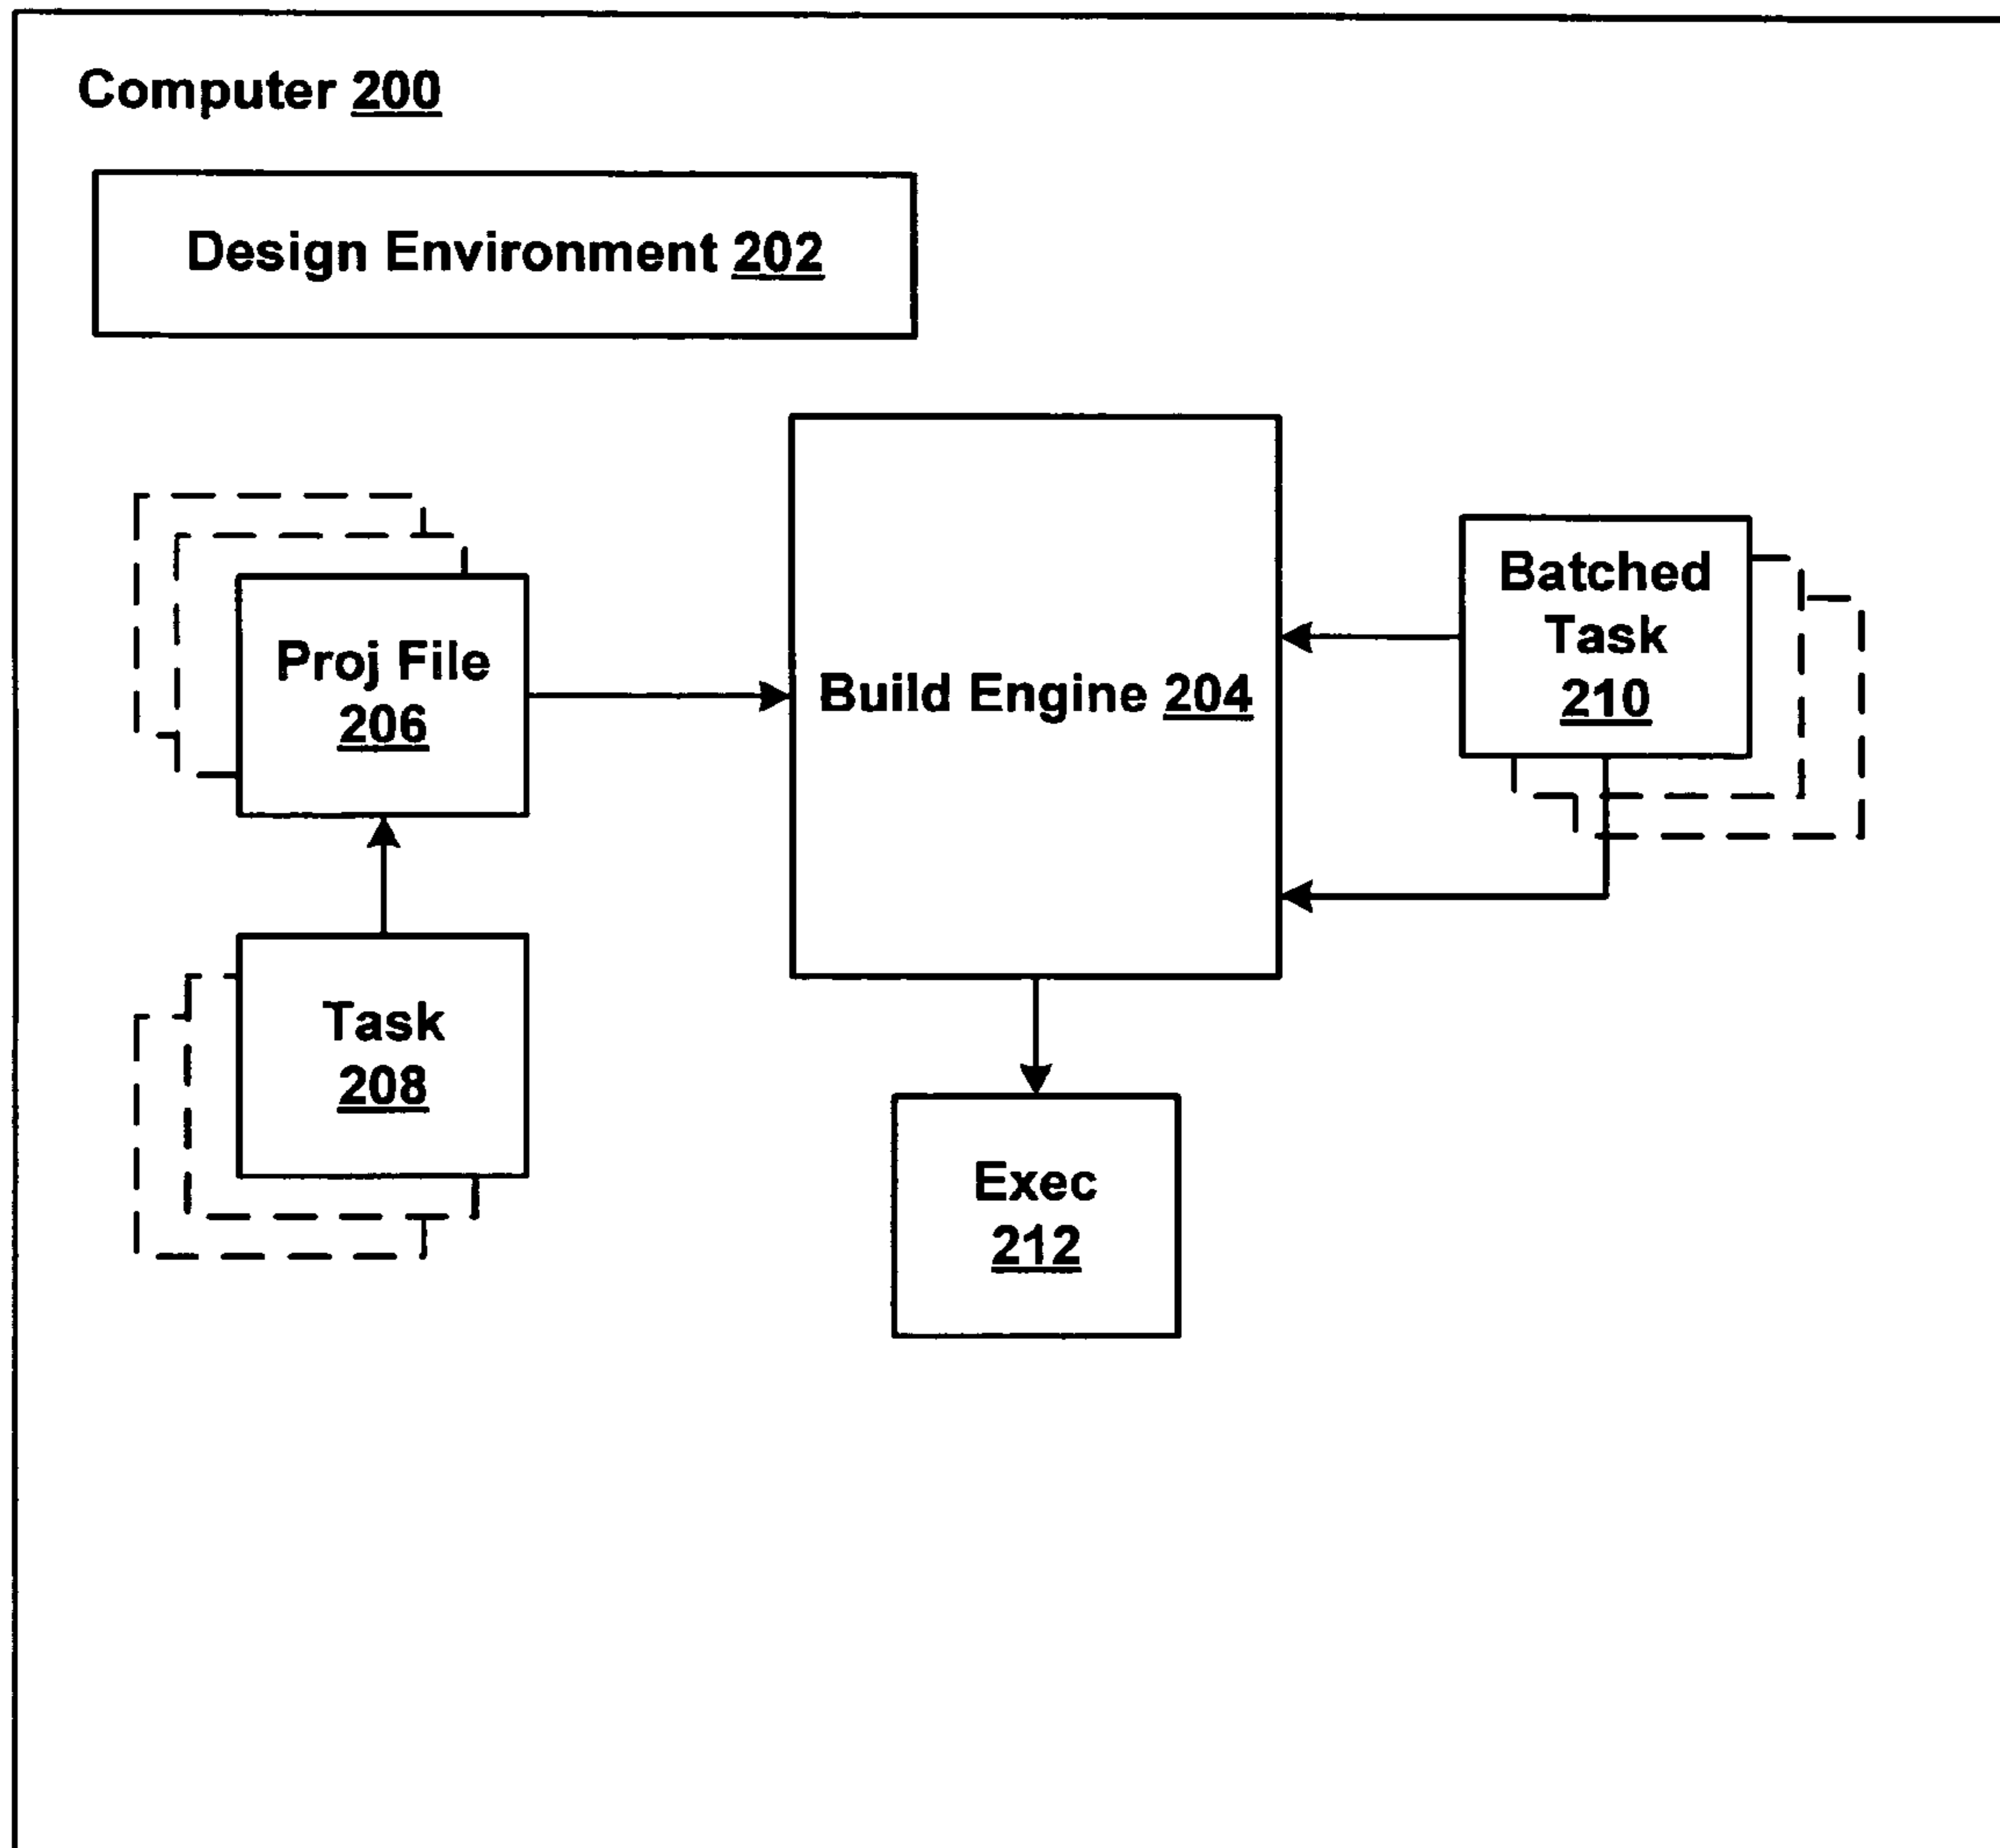 Computer 200
Design Environment 202
Proj File
206
Build Engine 204
Batched
Task
210
Task
208
Exec
212